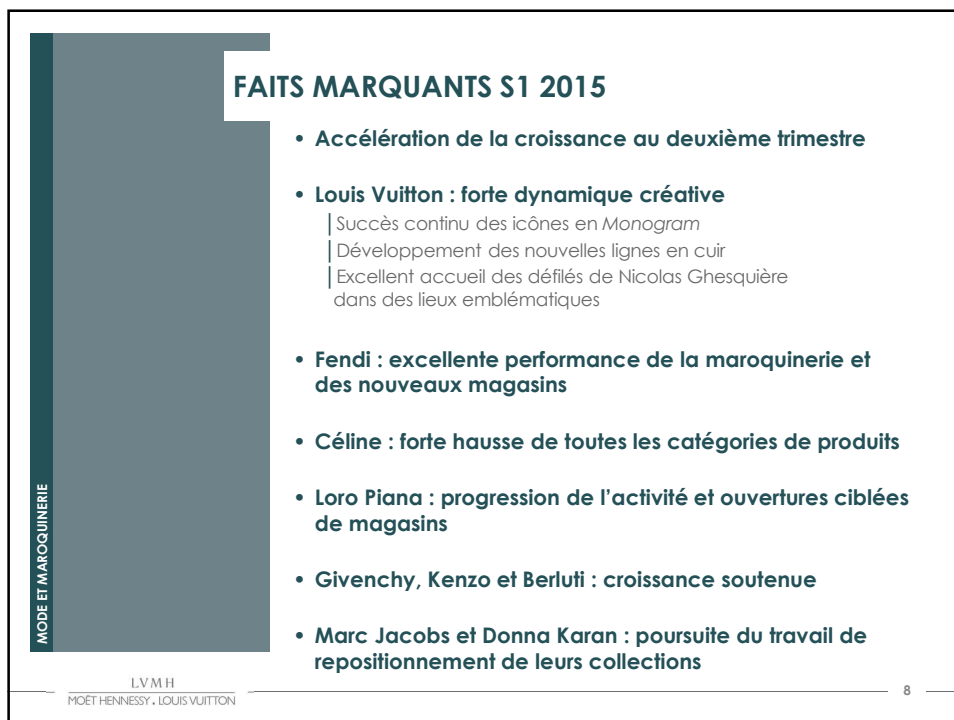 FAITS MARQUANTS S1 2015
• Accélération de la croissance au deuxième trimestre
• Louis Vuitton : forte dynamique créative
Succès continu des icônes en Monogram
Développement des nouvelles lignes en cuir
Excellent accueil des défilés de Nicolas Ghesquière
dans des lieux emblématiques
• Fendi : excellente performance de la maroquinerie et
des nouveaux magasins
• Céline : forte hausse de toutes les catégories de produits
• Loro Piana : progression de l’activité et ouvertures ciblées
de magasins
• Givenchy, Kenzo et Berluti : croissance soutenue
• Marc Jacobs et Donna Karan : poursuite du travail de
repositionnement de leurs collections
MODE ET MAROQUINERIE
LVMH
MOËT HENNESSY . LOUIS VUITTON
8